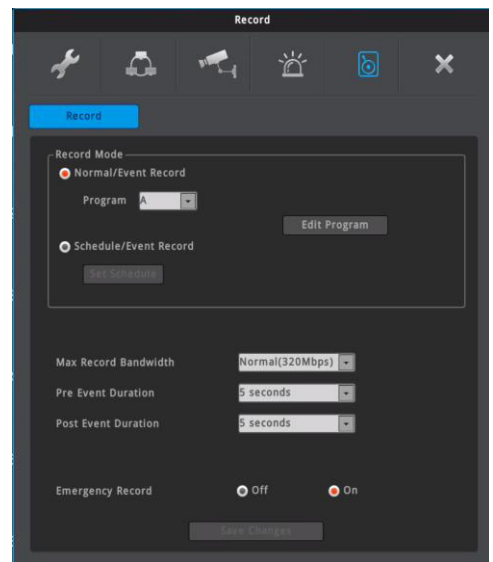 Record
Record
Record Mode
Normal/Event Record
Program A
Edit Program
Schedule/Event Record
Set Schedule
Max Record Bandwidth Normal(320Mbps)
Pre Event Duration 5 seconds
Post Event Duration 5 seconds
Emergency Record Off On
Save Changes